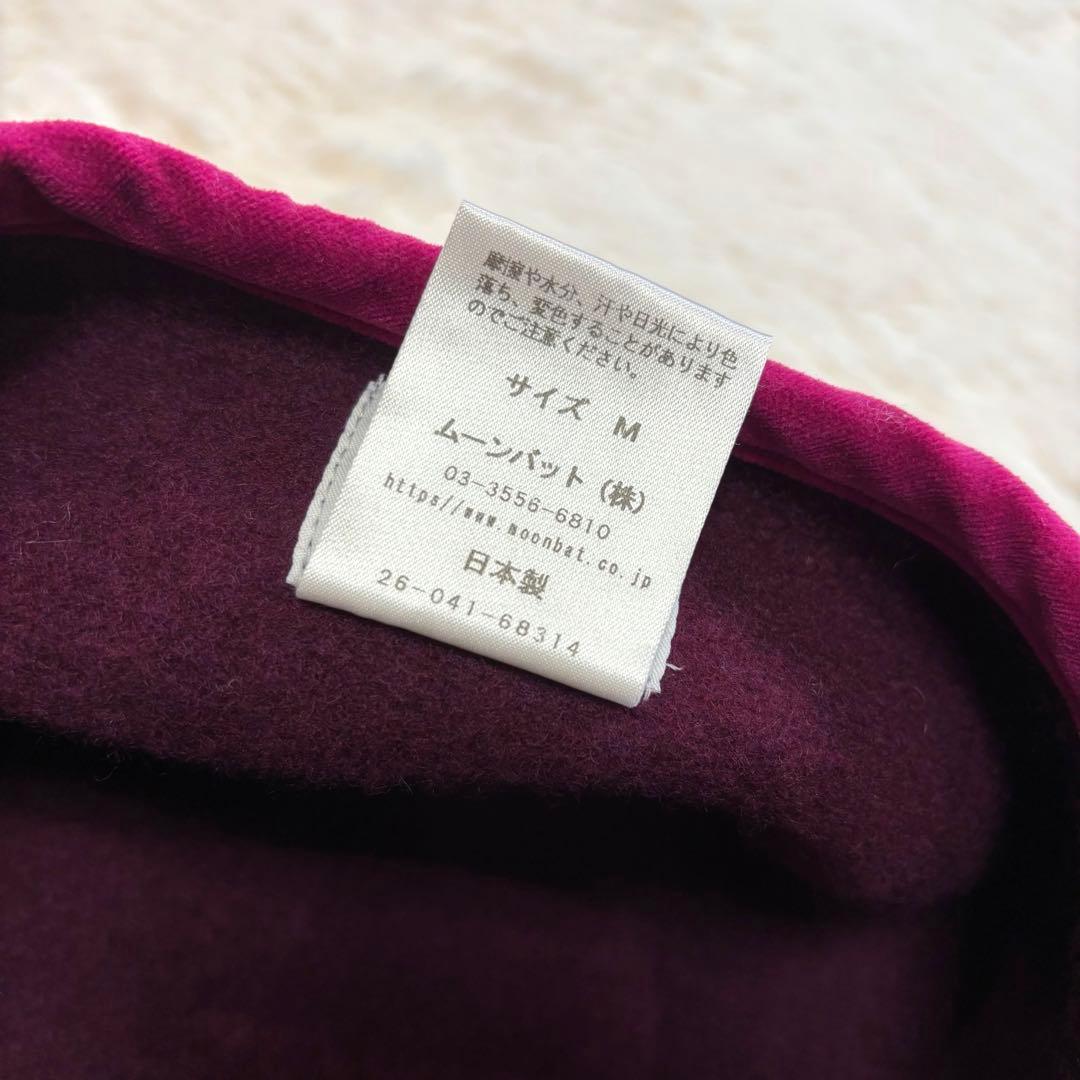 摩擦や水分、汗や日光により色
落ち、変色することがあります
のでご注意ください。
サイズ M
ムーンバット(株)
03-3556-6810
https//www.moonbat.co.jp
日本製
26-041-68314